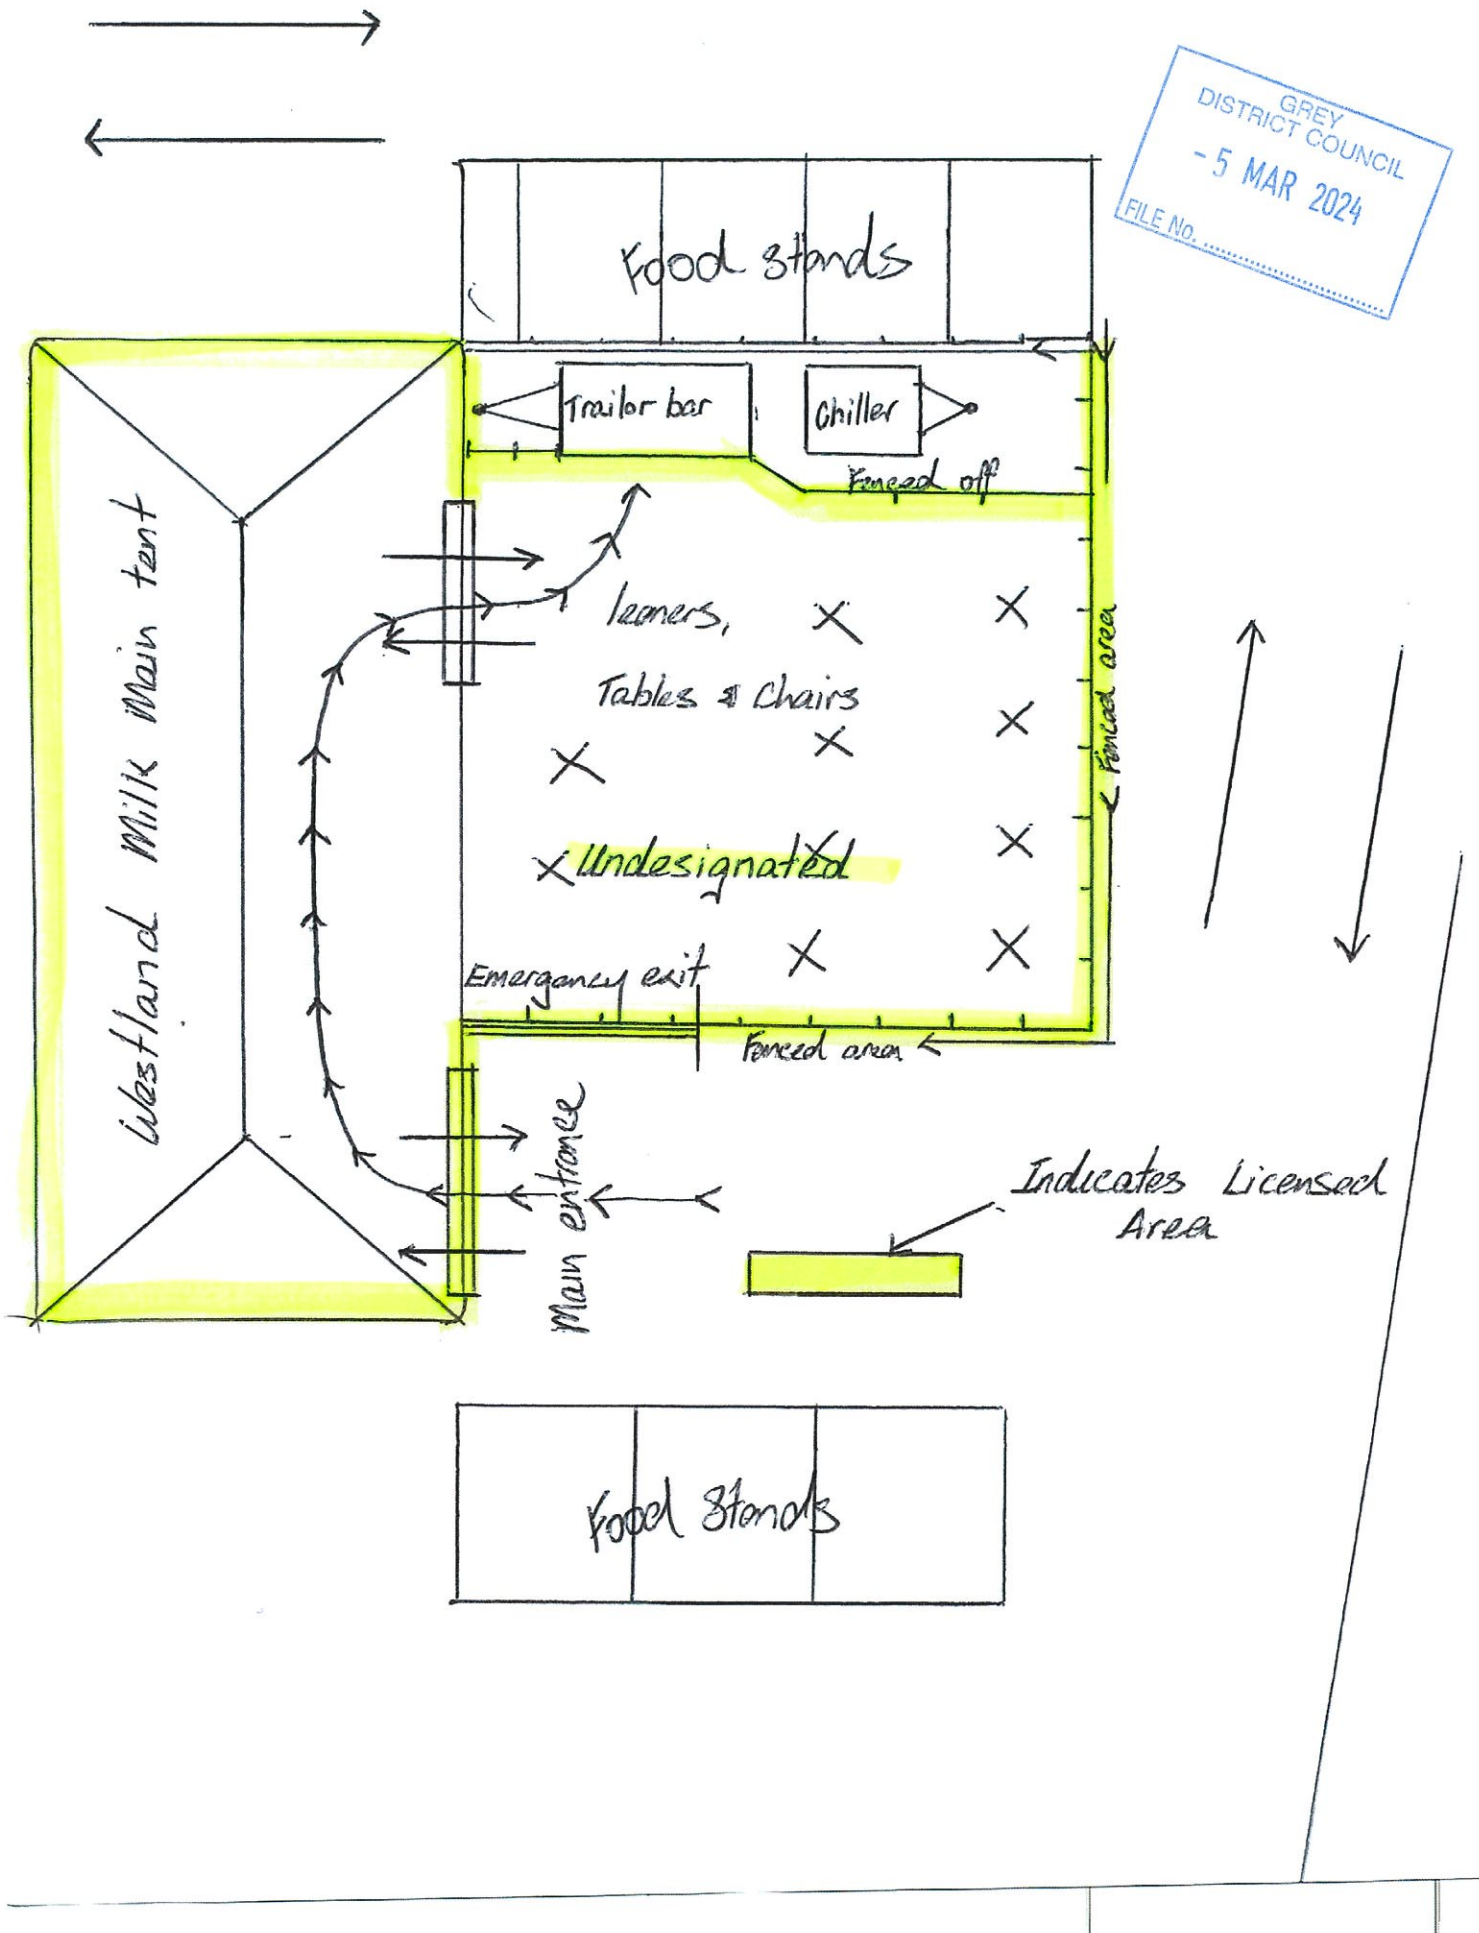 GREY
DISTRICT COUNCIL
- 5 MAR 2024
FILE No. ........................
Food stands
Trailor bar
Chiller
Fenced off
Westland Milk Main tent
leaners,
Tables & Chairs
Fenced area
Undesignated
Emergency exit
Fenced area
Main entrance
Indicates Licensed
Area
Food Stands